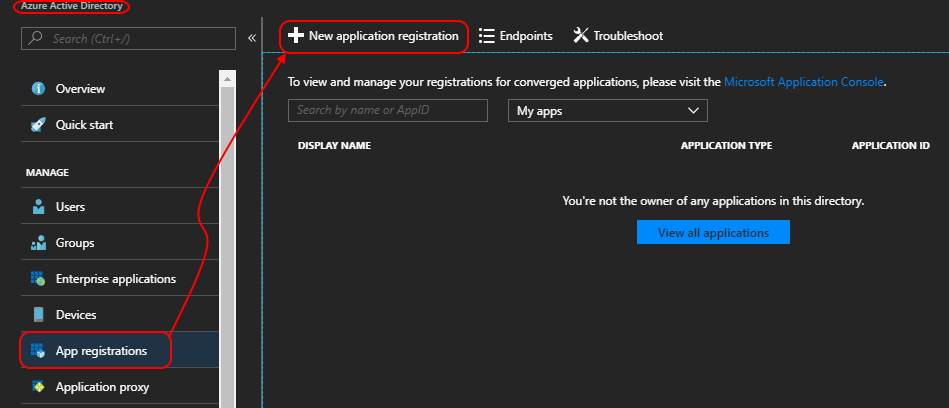 Azure Active Directory
Search (Ctrl+/)
«
Overview
Quick start
MANAGE
Users
Groups
Enterprise applications
Devices
App registrations
Application proxy
New application registration
Endpoints
Troubleshoot
To view and manage your registrations for converged applications, please visit the Microsoft Application Console.
Search by name or AppID
My apps
DISPLAY NAME
APPLICATION TYPE
APPLICATION ID
You're not the owner of any applications in this directory.
View all applications